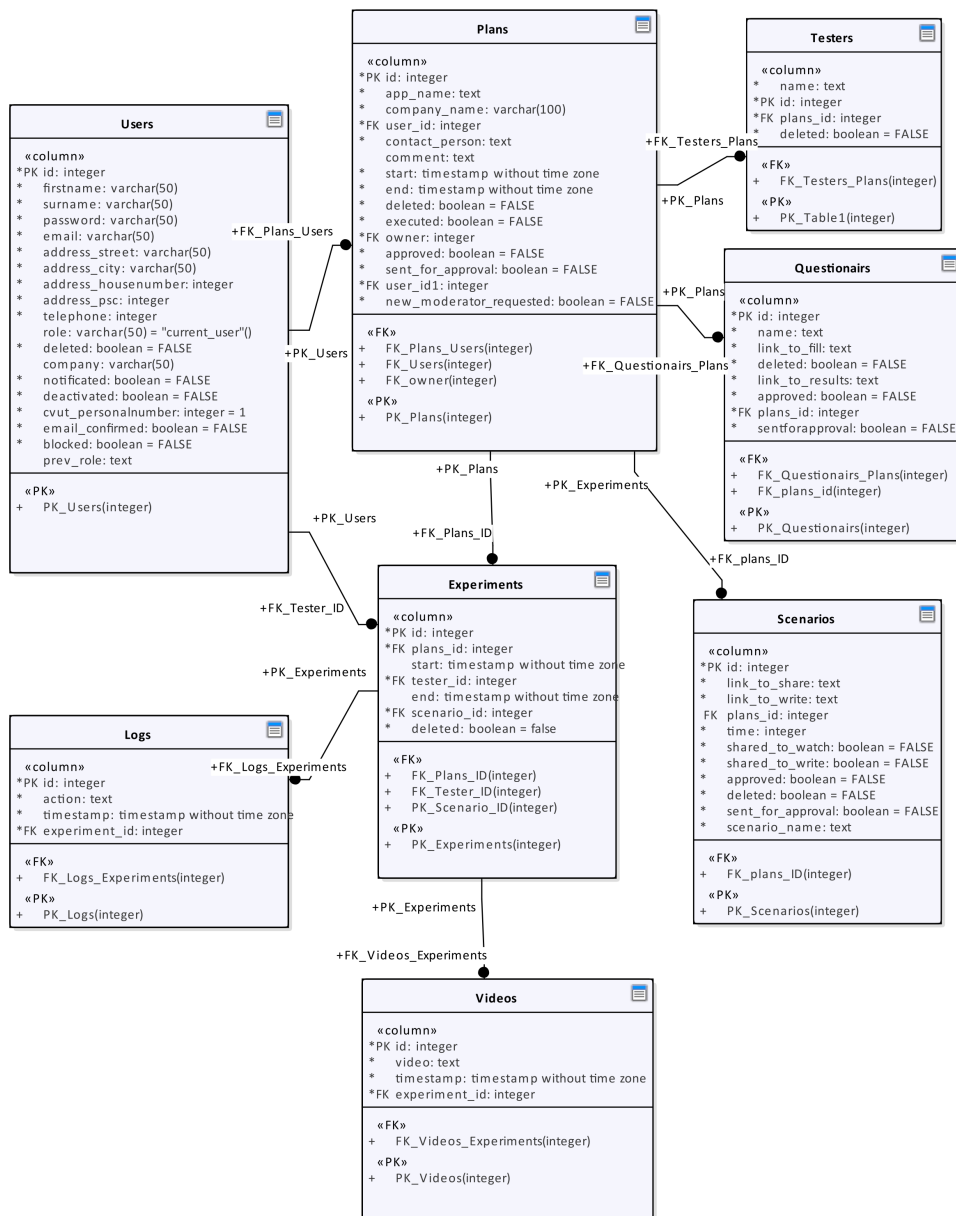 Plans
«column»
*PK id: integer
* app_name: text
* company_name: varchar(100)
*FK user_id: integer
* contact_person: text
comment: text
* start: timestamp without time zone
* end: timestamp without time zone
* deleted: boolean = FALSE
* executed: boolean = FALSE
*FK owner: integer
* approved: boolean = FALSE
* sent_for_approval: boolean = FALSE
*FK user_id1: integer
* new_moderator_requested: boolean = FALSE
«FK»
+ FK_Plans_Users(integer)
+ FK_Users(integer)
+ FK_owner(integer)
«PK»
+ PK_Plans(integer)
Testers
«column»
* name: text
*PK id: integer
*FK plans_id: integer
* deleted: boolean = FALSE
«FK»
+ FK_Testers_Plans(integer)
«PK»
+ PK_Table1(integer)
+FK_Testers_Plans
+PK_Plans
Users
«column»
*PK id: integer
* firstname: varchar(50)
* surname: varchar(50)
* password: varchar(50)
* email: varchar(50)
* address_street: varchar(50)
* address_city: varchar(50)
* address_housenumber: integer
* address_psc: integer
* telephone: integer
role: varchar(50) = "current_user"()
* deleted: boolean = FALSE
company: varchar(50)
* notificated: boolean = FALSE
* deactivated: boolean = FALSE
* cvut_personalnumber: integer = 1
* email_confirmed: boolean = FALSE
* blocked: boolean = FALSE
prev_role: text
«PK»
+ PK_Users(integer)
+FK_Plans_Users
+PK_Users
Questionairs
«column»
*PK id: integer
* name: text
* link_to_fill: text
* deleted: boolean = FALSE
* link_to_results: text
* approved: boolean = FALSE
*FK plans_id: integer
* sentforapproval: boolean = FALSE
«FK»
+ FK_Questionairs_Plans(integer)
+ FK_plans_id(integer)
«PK»
+ PK_Questionairs(integer)
+PK_Plans
+FK_Questionairs_Plans
+PK_Plans
+PK_Experiments
+PK_Users
+FK_Plans_ID
+FK_plans_ID
Experiments
«column»
*PK id: integer
*FK plans_id: integer
start: timestamp without time zone
*FK tester_id: integer
end: timestamp without time zone
*FK scenario_id: integer
* deleted: boolean = false
«FK»
+ FK_Plans_ID(integer)
+ FK_Tester_ID(integer)
+ PK_Scenario_ID(integer)
«PK»
+ PK_Experiments(integer)
+FK_Tester_ID
+PK_Experiments
Scenarios
«column»
*PK id: integer
* link_to_share: text
* link_to_write: text
FK plans_id: integer
* time: integer
* shared_to_watch: boolean = FALSE
* shared_to_write: boolean = FALSE
* approved: boolean = FALSE
* deleted: boolean = FALSE
* sent_for_approval: boolean = FALSE
* scenario_name: text
«FK»
+ FK_plans_ID(integer)
«PK»
+ PK_Scenarios(integer)
Logs
«column»
*PK id: integer
* action: text
* timestamp: timestamp without time zone
*FK experiment_id: integer
«FK»
+ FK_Logs_Experiments(integer)
«PK»
+ PK_Logs(integer)
+FK_Logs_Experiments
+PK_Experiments
+FK_Videos_Experiments
Videos
«column»
*PK id: integer
* video: text
* timestamp: timestamp without time zone
*FK experiment_id: integer
«FK»
+ FK_Videos_Experiments(integer)
«PK»
+ PK_Videos(integer)